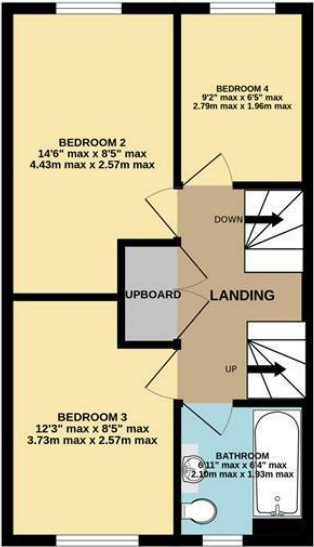 BEDROOM 4
9'2" max x 6'5" max
2.79m max x 1.96m max
BEDROOM 2
14'6" max x 8'5" max
4.43m max x 2.57m max
DOWN
UPBOARD
LANDING
UP
BEDROOM 3
12'3" max x 8'5" max
3.73m max x 2.57m max
BATHROOM
6'11" max x 6'4" max
2.10m max x 1.93m max